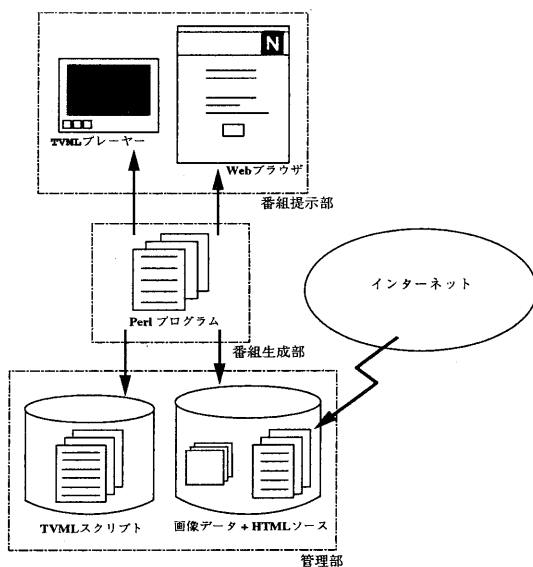 N
TVMLプレーヤー
Webブラウザ
番組提示部
Perl プログラム
番組生成部
インターネット
TVMLスクリプト
画像データ + HTMLソース
管理部